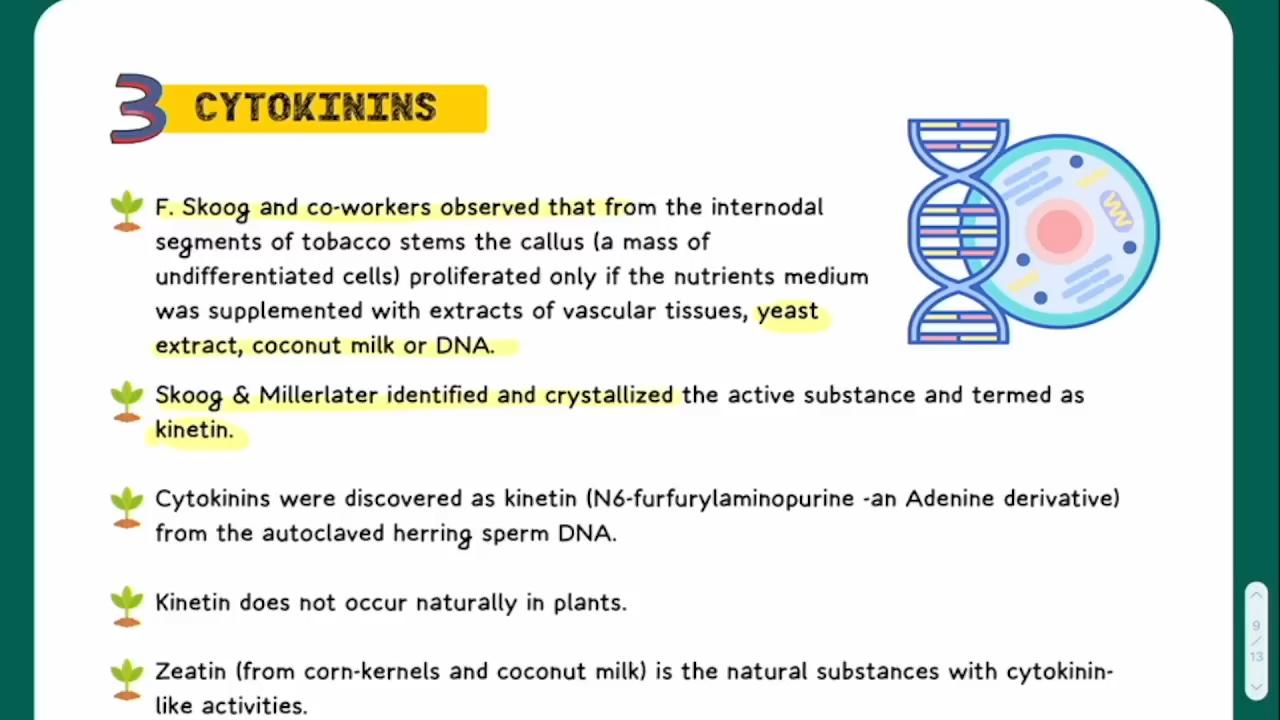 3 CYTOKININS
F. Skoog and co-workers observed that from the internodal
segments of tobacco stems the callus (a mass of
undifferentiated cells) proliferated only if the nutrients medium
was supplemented with extracts of vascular tissues, yeast
extract, coconut milk or DNA.
Skoog & Millerlater identified and crystallized the active substance and termed as
kinetin.
Cytokinins were discovered as kinetin (N6-furfurylaminopurine -an Adenine derivative)
from the autoclaved herring sperm DNA.
Kinetin does not occur naturally in plants.
Zeatin (from corn-kernels and coconut milk) is the natural substances with cytokinin-
like activities.
9
/
13